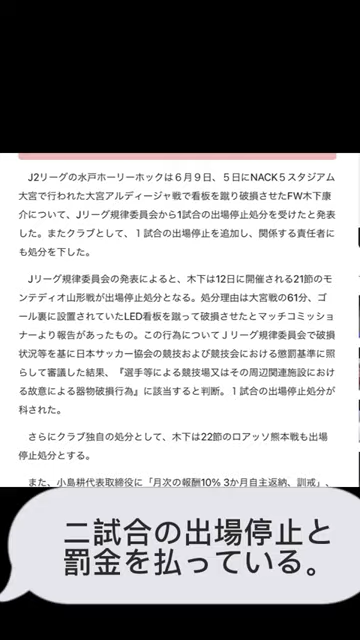 J2リーグの水戸ホーリーホックは６月９日、５日にNACK５スタジアム
大宮で行われた大宮アルディージャ戦で看板を蹴り破損させたFW木下康
介について、Jリーグ規律委員会から1試合の出場停止処分を受けたと発表
した。またクラブとして、１試合の出場停止を追加し、関係する責任者に
も処分を下した。
Jリーグ規律委員会の発表によると、木下は12日に開催される21節のモ
ンテディオ山形戦が出場停止処分となる。処分理由は大宮戦の61分、ゴ
ール裏に設置されていたLED看板を蹴って破損させたとマッチコミッショ
ナーより報告があったもの。この行為についてＪリーグ規律委員会で破損
状況等を基に日本サッカー協会の競技および競技会における懲罰基準に照
らして審議した結果、『選手等による競技場又はその周辺関連施設におけ
る故意による器物破損行為』に該当すると判断。１試合の出場停止処分が
科された。
さらにクラブ独自の処分として、木下は22節のロアッソ熊本戦も出場
停止処分とする。
また、小島耕代表取締役に「月次の報酬10% 3か月自主返納、訓戒」、
二試合の出場停止と
罰金を払っている。